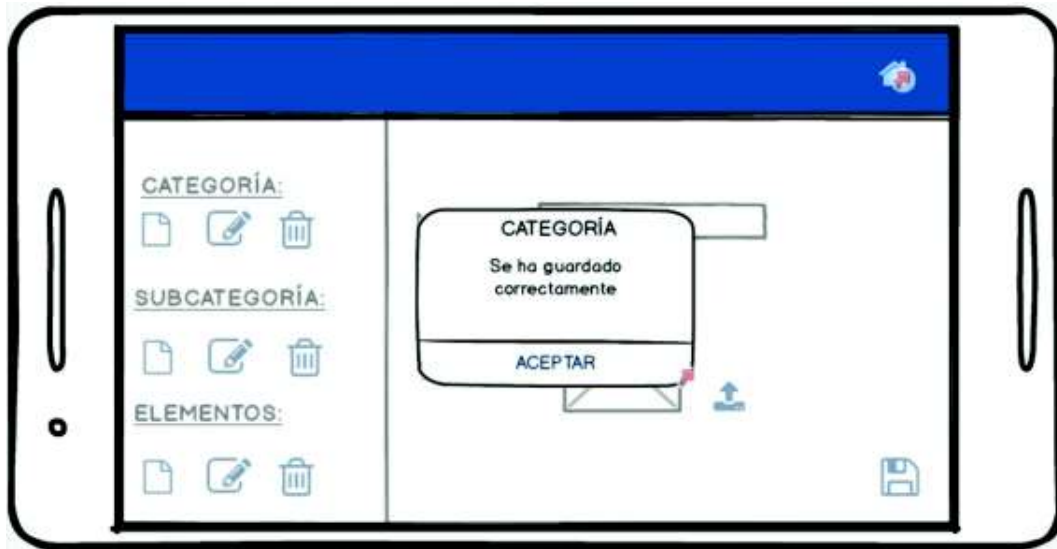 CATEGORÍA:
SUBCATEGORÍA:
ELEMENTOS:
CATEGORÍA
Se ha guardado
correctamente
ACEPTAR